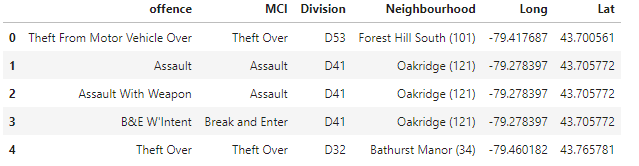 offence MCI Division Neighbourhood Long Lat
0 Theft From Motor Vehicle Over Theft Over D53 Forest Hill South (101) -79.417687 43.700561
1 Assault Assault D41 Oakridge (121) -79.278397 43.705772
2 Assault With Weapon Assault D41 Oakridge (121) -79.278397 43.705772
3 B&E W'Intent Break and Enter D41 Oakridge (121) -79.278397 43.705772
4 Theft Over Theft Over D32 Bathurst Manor (34) -79.460182 43.765781